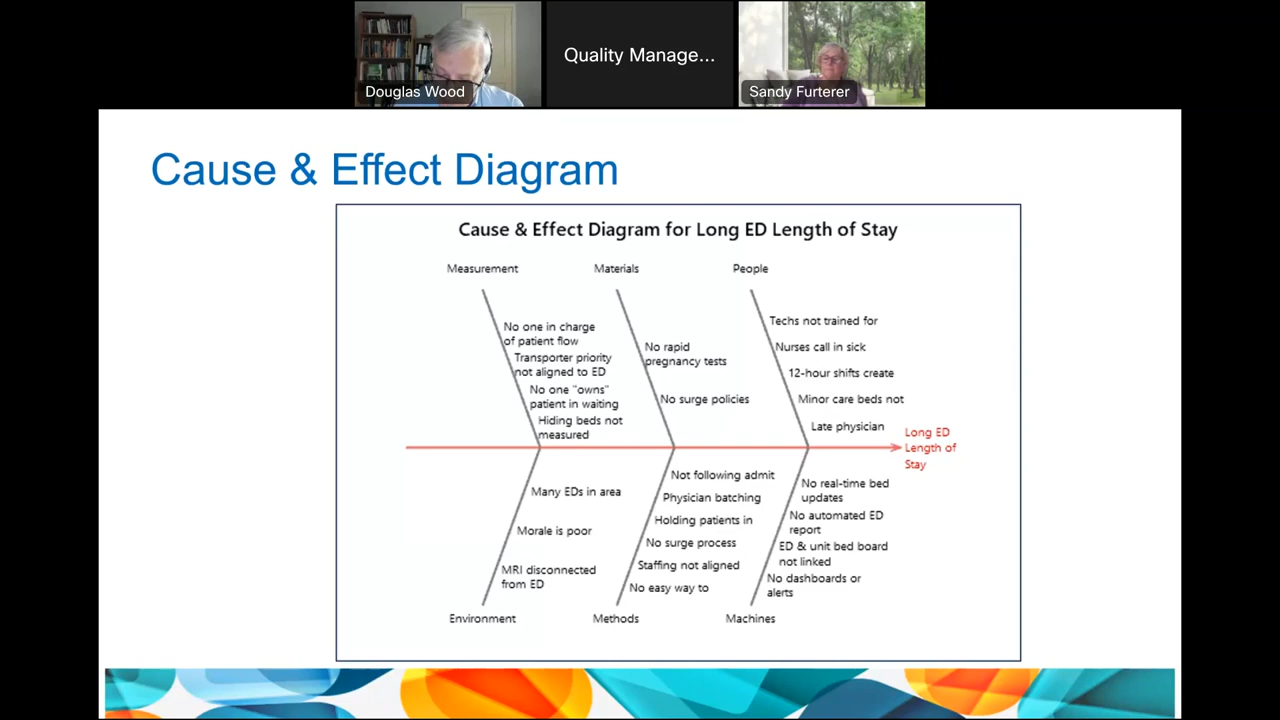 Douglas Wood
Quality Manage...
Sandy Furterer
Cause & Effect Diagram
Cause & Effect Diagram for Long ED Length of Stay
Measurement
Materials
People
No one in charge
of patient flow
Transporter priority
not aligned to ED
No one "owns"
patient in waiting
Hiding beds not
measured
No rapid
pregnancy tests
No surge policies
Techs not trained for
Nurses call in sick
12-hour shifts create
Minor care beds not
Late physician
Long ED
Length of
Stay
Many EDs in area
Morale is poor
MRI disconnected
from ED
Not following admit
Physician batching
Holding patients in
No surge process
Staffing not aligned
No easy way to
No real-time bed
updates
No automated ED
report
ED & unit bed board
not linked
No dashboards or
alerts
Environment
Methods
Machines